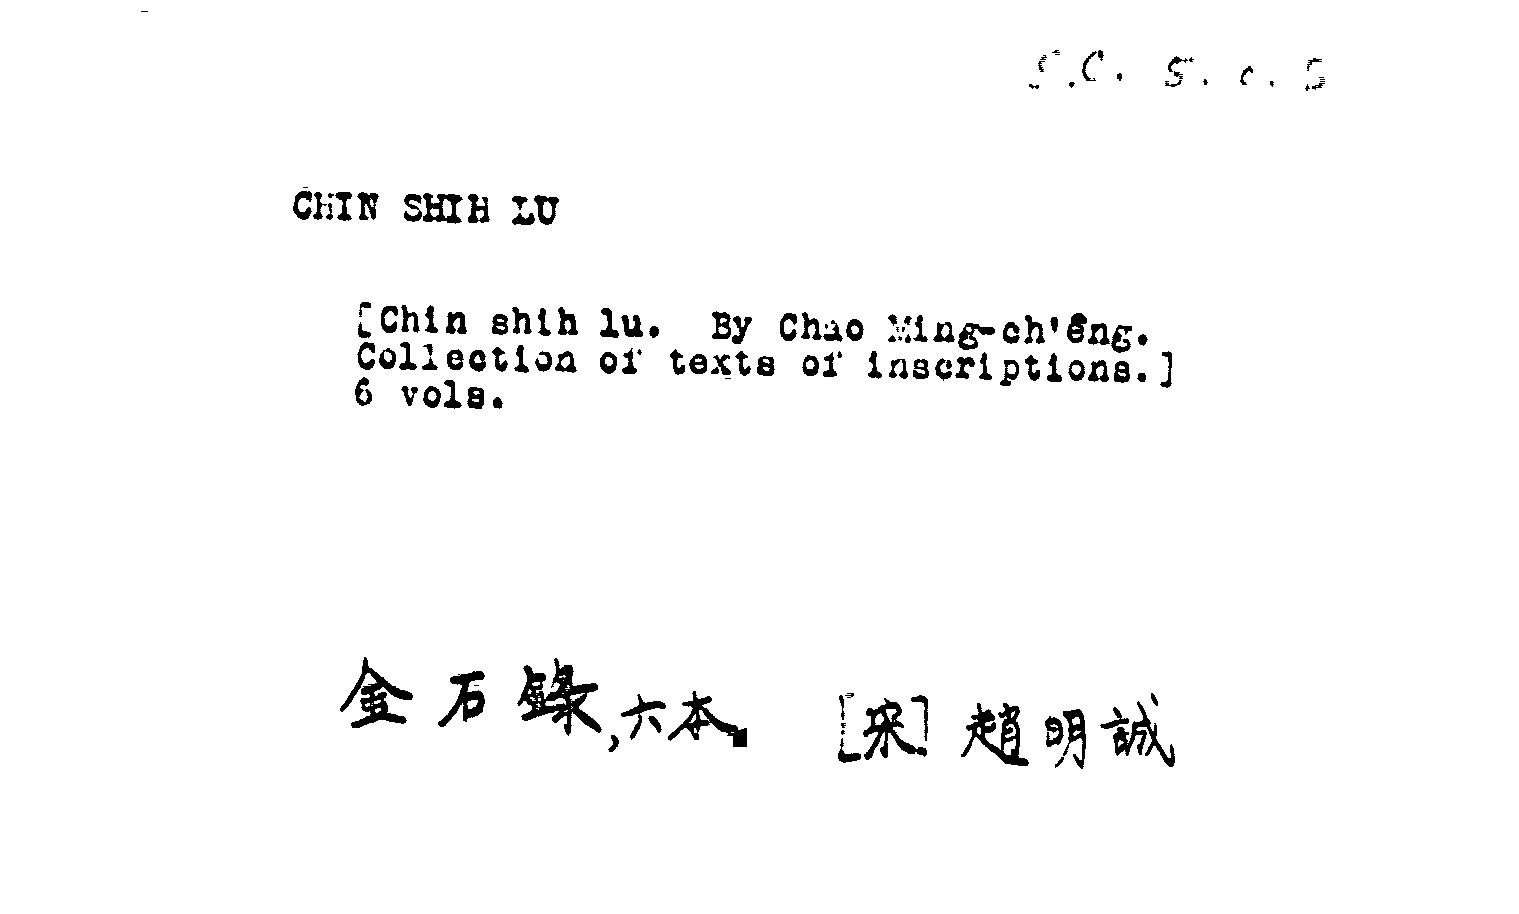 S.C. 5. c. 5
CHIN SHIH LU
[Chin shih lu. By Chao Ming-ch'êng.
Collection of texts of inscriptions.]
6 vols.
金石錄,六本. [宋] 趙明誠